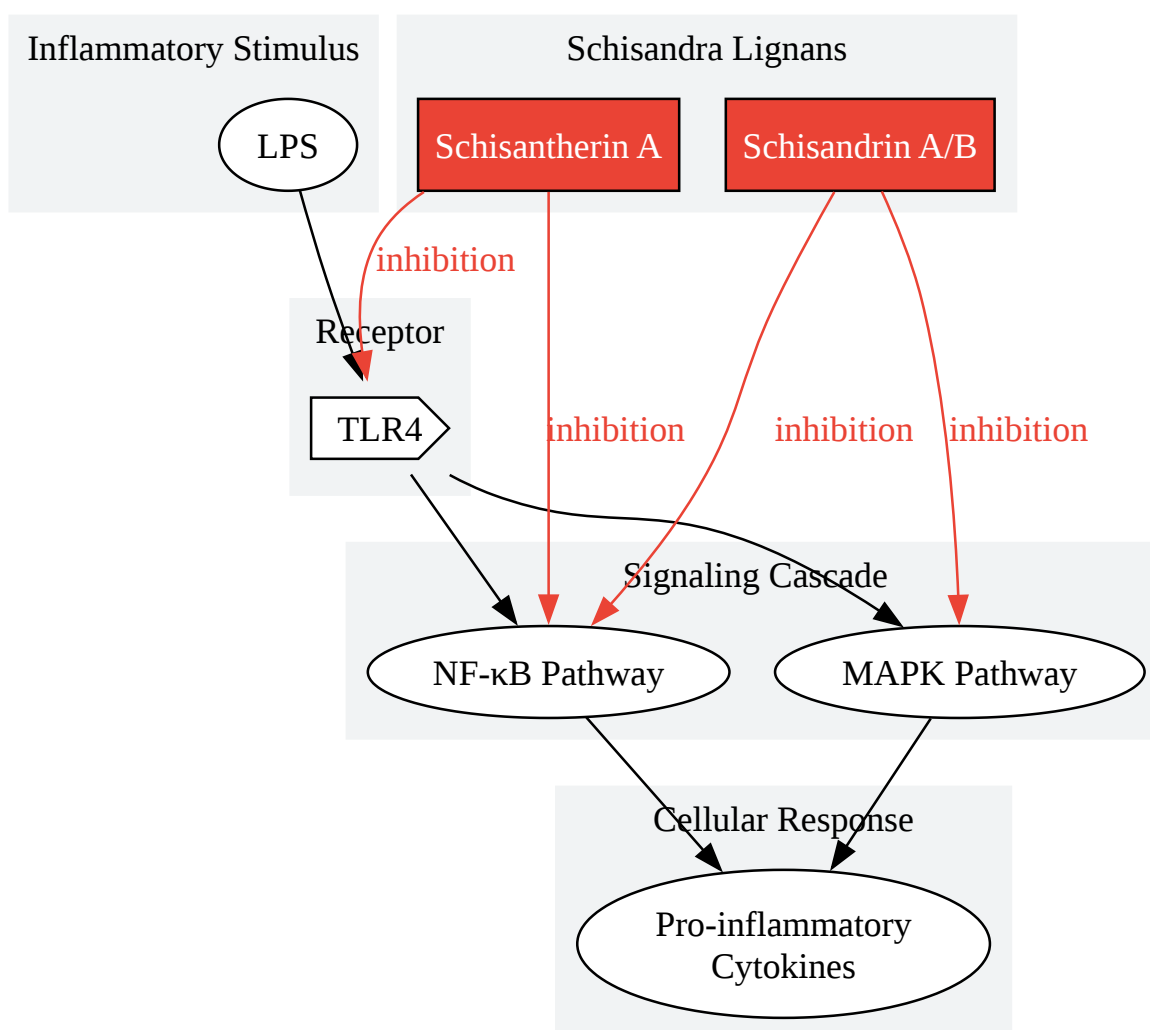 Inflammatory Stimulus
Schisandra Lignans
LPS
Schisantherin A
Schisandrin A/B
inhibition
Receptor
TLR4
inhibition
inhibition
inhibition
Signaling Cascade
NF-κB Pathway
MAPK Pathway
Cellular Response
Pro-inflammatory
Cytokines